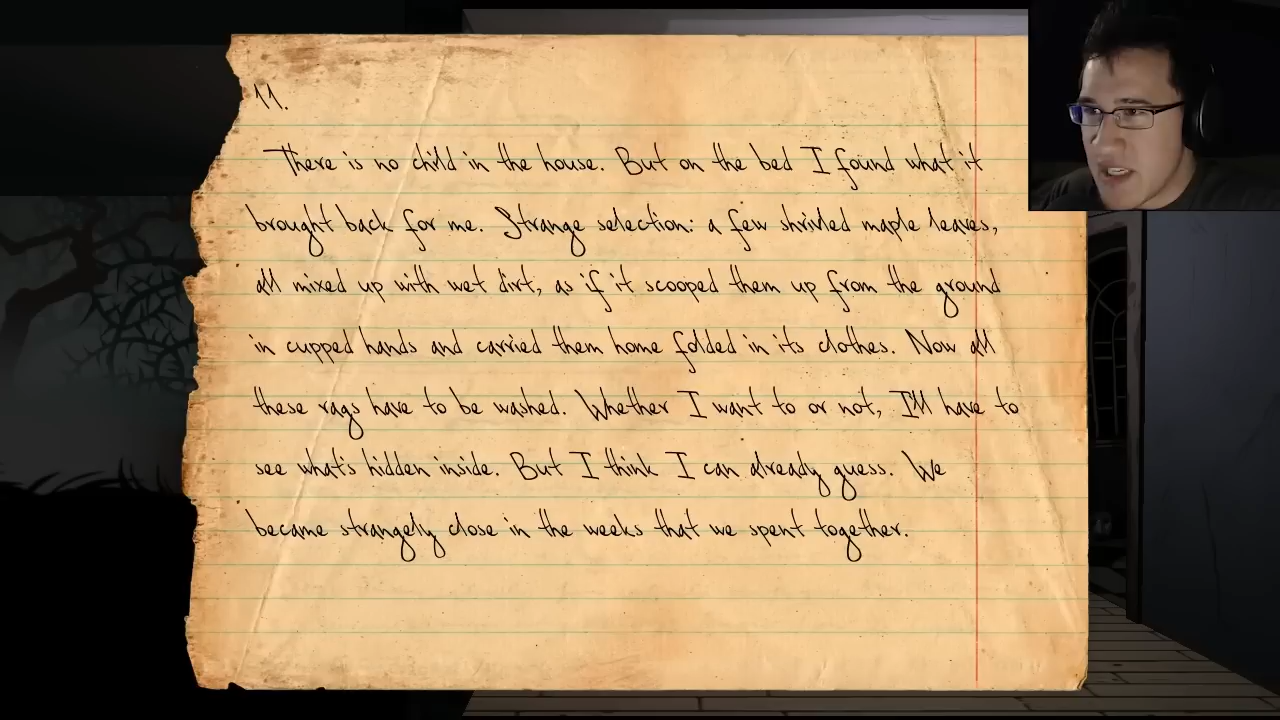 11.
There is no child in the house. But on the bed I found what it
brought back for me. Strange selection: a few shrivled maple leaves,
all mixed up with wet dirt, as if it scooped them up from the ground
in cupped hands and carried them home folded in its clothes. Now all
these rags have to be washed. Whether I want to or not, I'll have to
see what's hidden inside. But I think I can already guess. We
became strangely close in the weeks that we spent together.